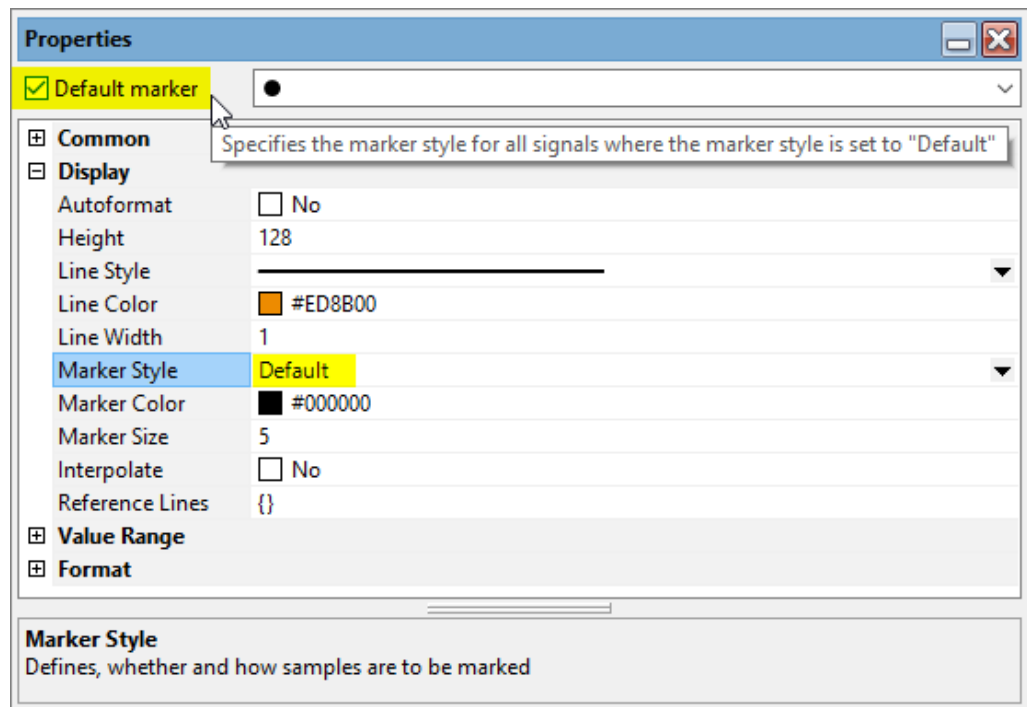 Properties
Default marker
Specifies the marker style for all signals where the marker style is set to "Default"
Common
Display
Autoformat No
Height 128
Line Style
Line Color #ED8B00
Line Width 1
Marker Style Default
Marker Color #000000
Marker Size 5
Interpolate No
Reference Lines {}
Value Range
Format
Marker Style
Defines, whether and how samples are to be marked